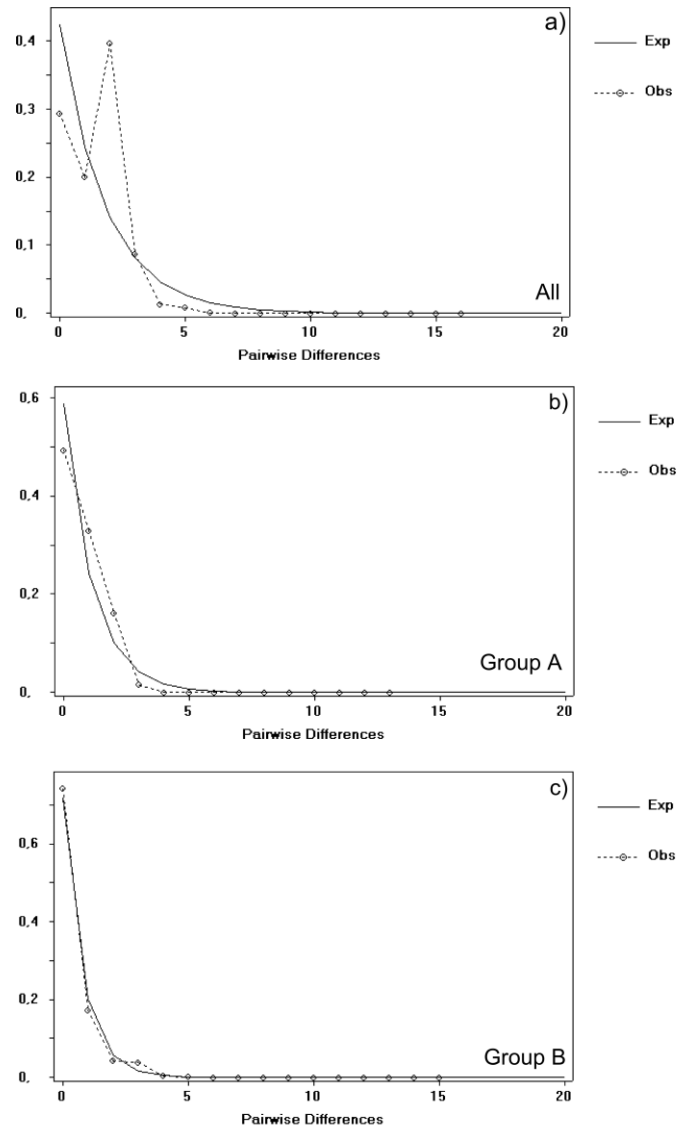 a)
0,4
0,3
0,2
0,1
0,
Exp
Obs
All
0 5 10 15 20
Pairwise Differences
b)
0,6
0,4
0,2
0,
Exp
Obs
Group A
0 5 10 15 20
Pairwise Differences
c)
0,6
0,4
0,2
0,
Exp
Obs
Group B
0 5 10 15 20
Pairwise Differences